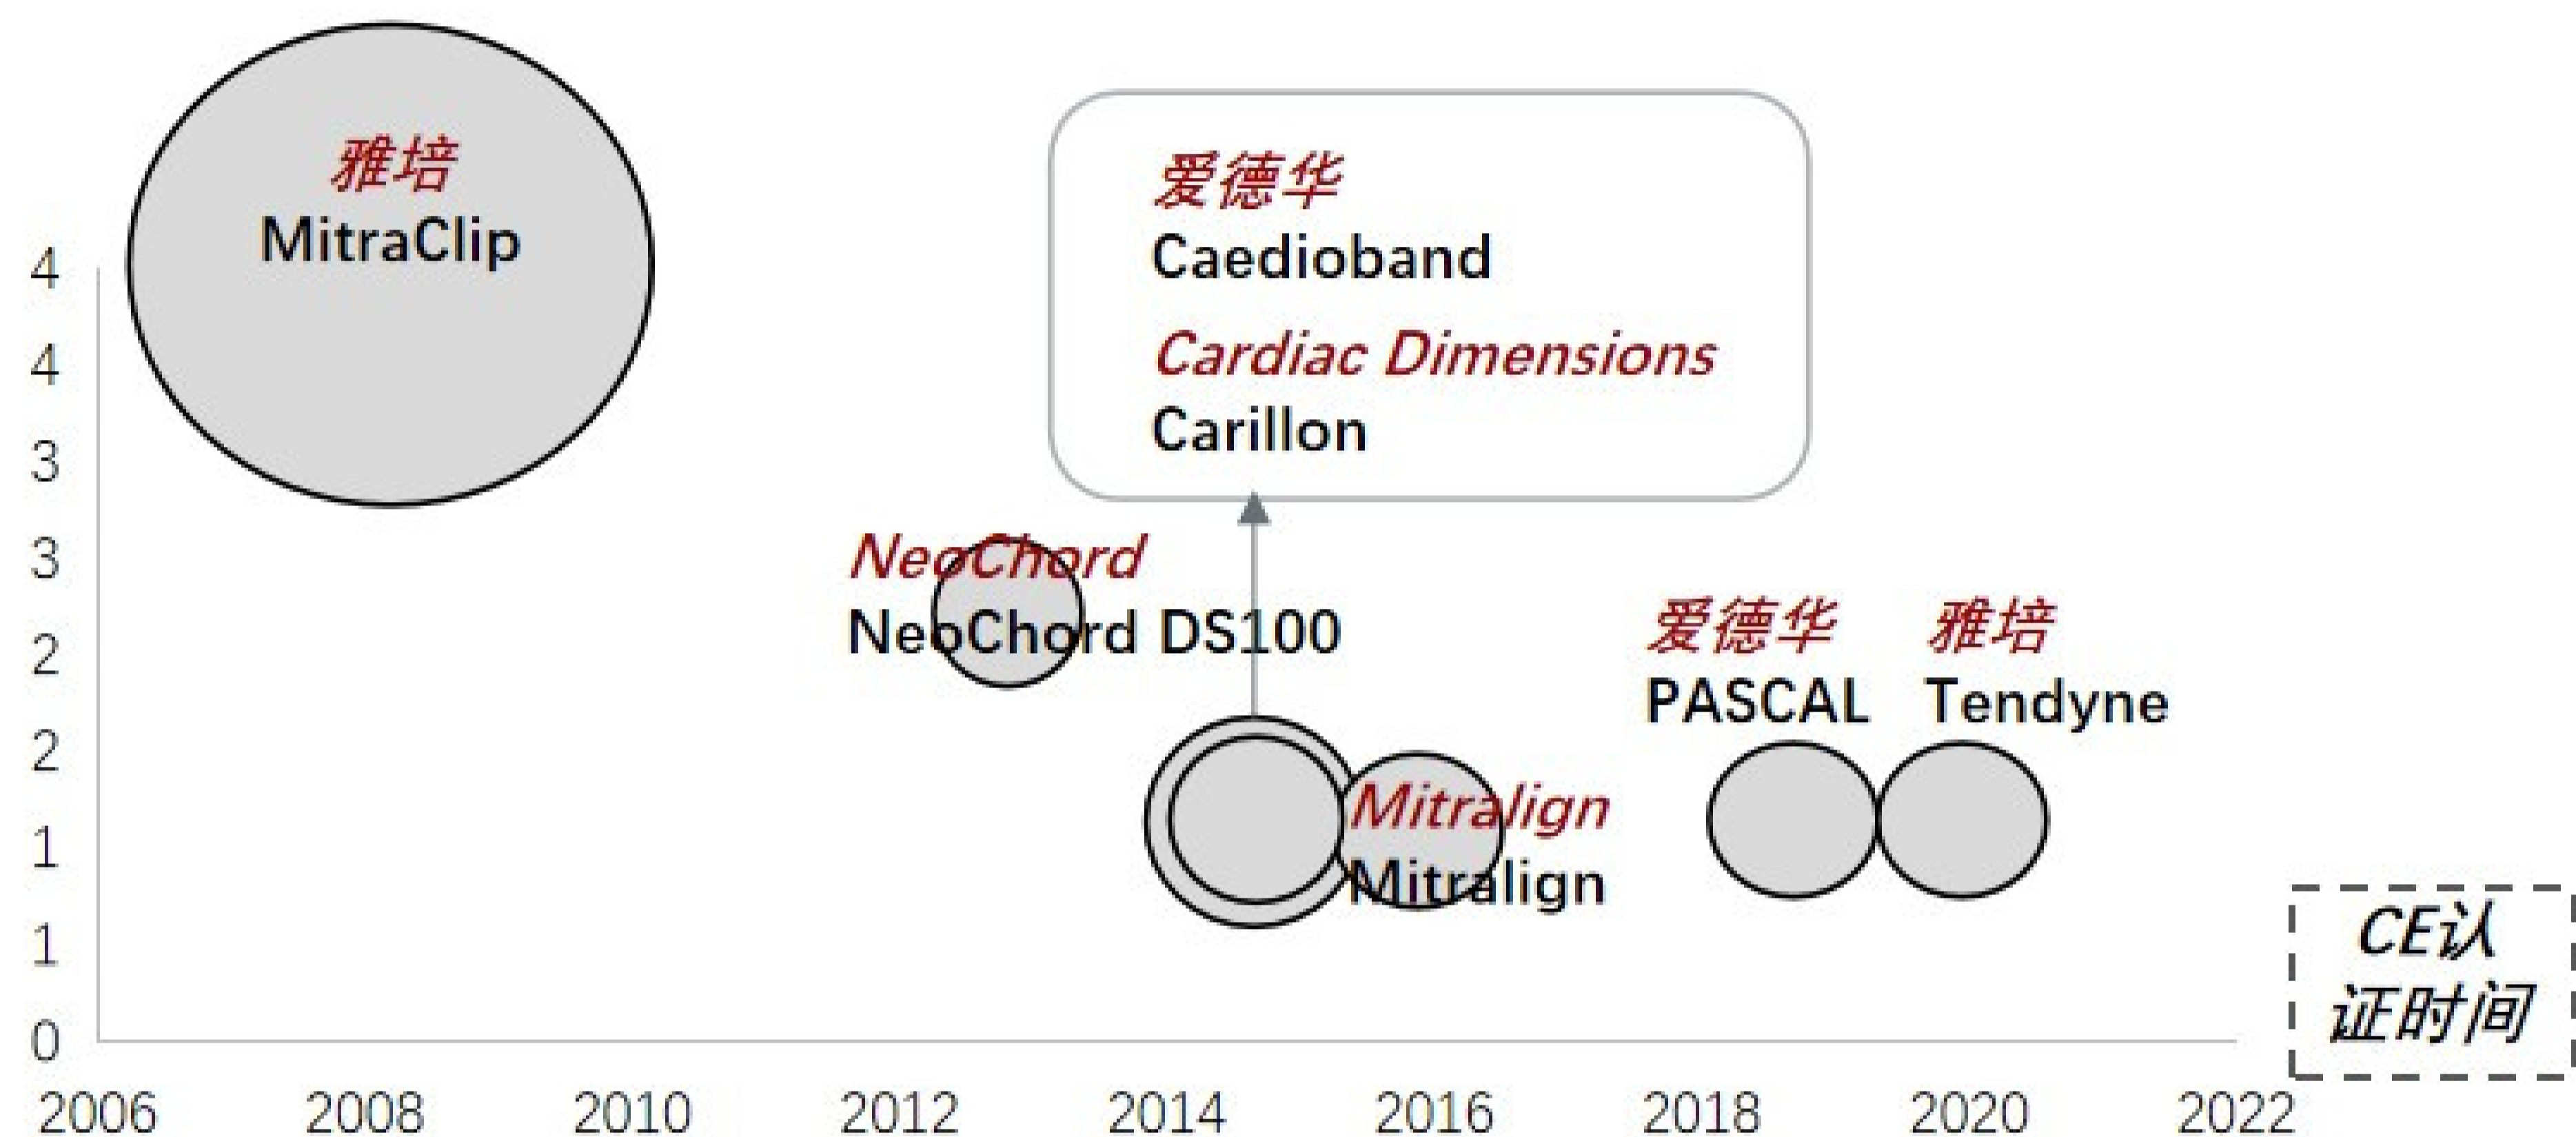 雅培
MitraClip
爱德华
Caedioband
Cardiac Dimensions
Carillon
NeoChord
NeoChord DS100
爱德华
PASCAL
雅培
Tendyne
Mitralign
Mitralign
4
4
3
3
2
2
1
1
0
2006 2008 2010 2012 2014 2016 2018 2020 2022
CE认
证时间